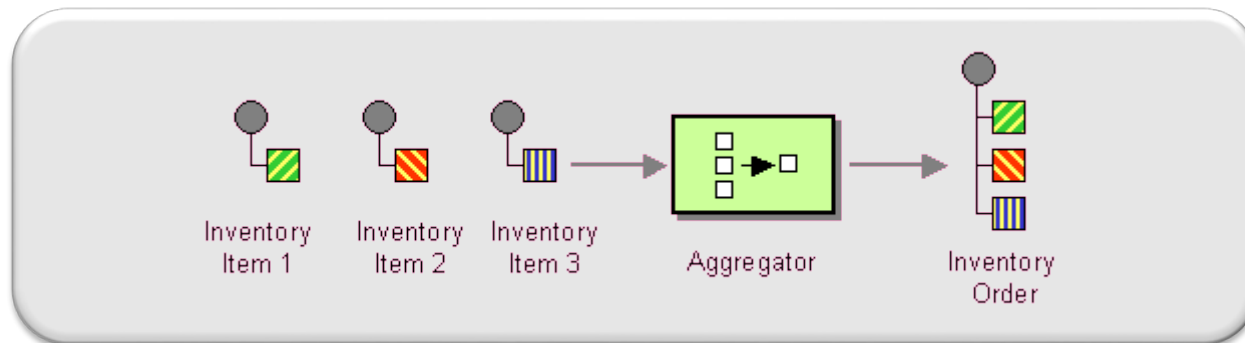 Inventory
Item 1
Inventory
Item 2
Inventory
Item 3
Aggregator
Inventory
Order